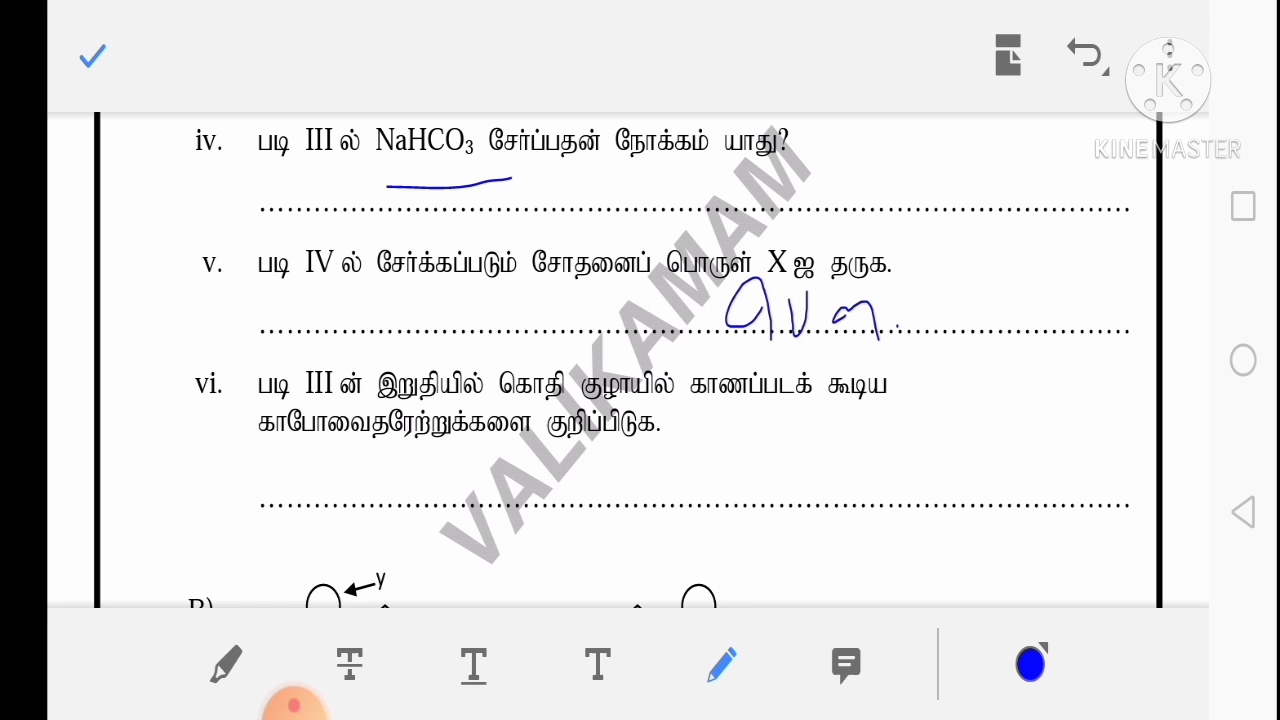 KINEMASTER
iv. படி III ல் NaHCO₃ சேர்ப்பதன் நோக்கம் யாது?
v. படி IV ல் சேர்க்கப்படும் சோதனைப் பொருள் X ஐ தருக.
vi. படி III ன் இறுதியில் கொதி குழாயில் காணப்படக் கூடிய
காபோவைதரேற்றுக்களை குறிப்பிடுக.
VALIKAMAM
y